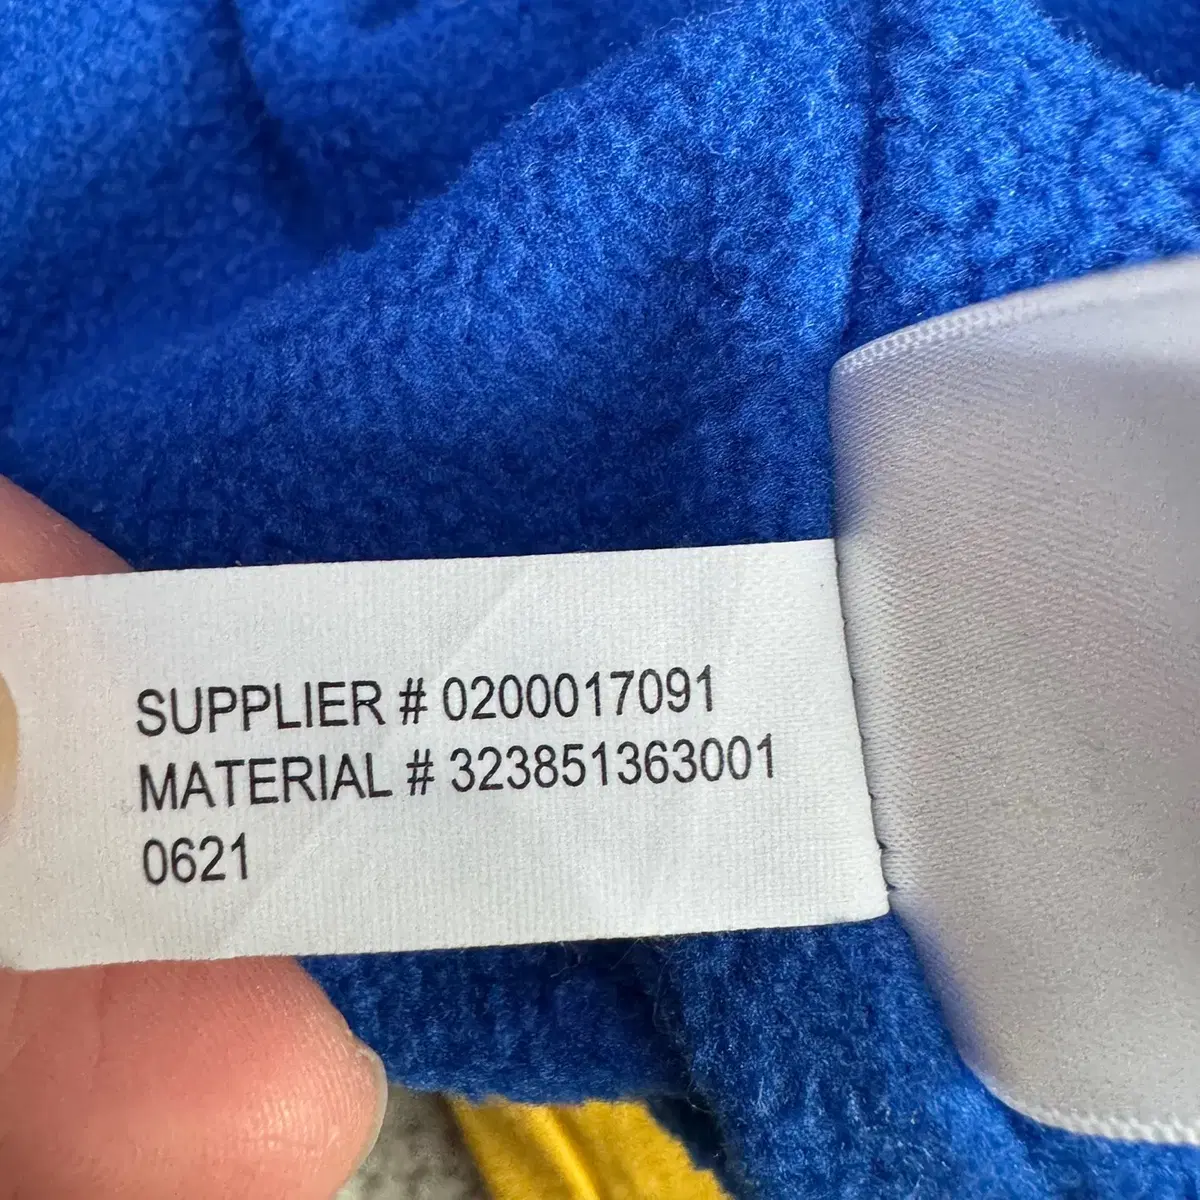 SUPPLIER # 0200017091
MATERIAL # 323851363001
0621